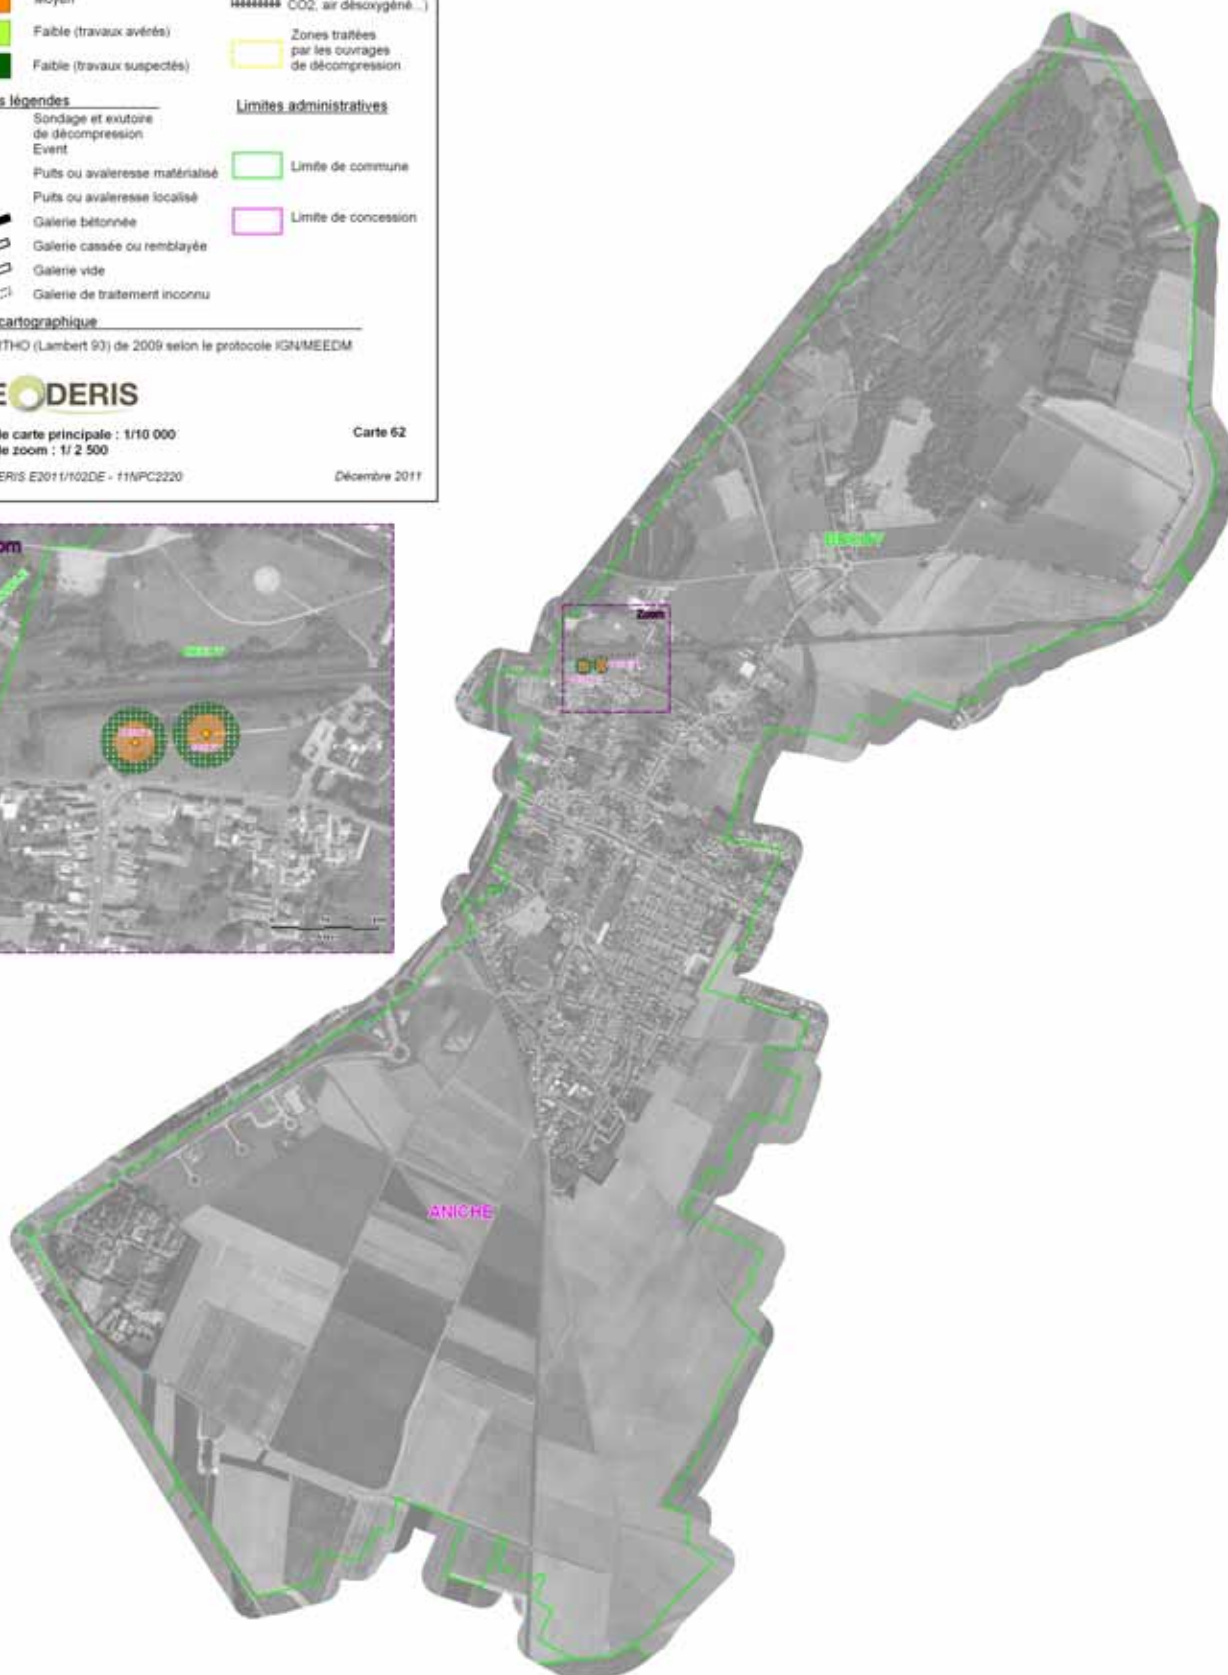 Moyen
CO2, air désoxygéné...)
Faible (travaux avérés)
Zones traitées
par les ouvrages
de décompression
Faible (travaux suspectés)
s légendes
Limites administratives
Sondage et exutoire
de décompression
Event
Puits ou avaleresse matérialisé
Limite de commune
Puits ou avaleresse localisé
Galerie bétonnée
Limite de concession
Galerie cassée ou remblayée
Galerie vide
Galerie de traitement inconnu
cartographique
THO (Lambert 93) de 2009 selon le protocole IGN/MEEDM
E DERIS
e carte principale : 1/10 000
Carte 62
e zoom : 1/ 2 500
ERIS E2011/102DE - 11NPC2220
Décembre 2011
om
Zoom
ANICHE